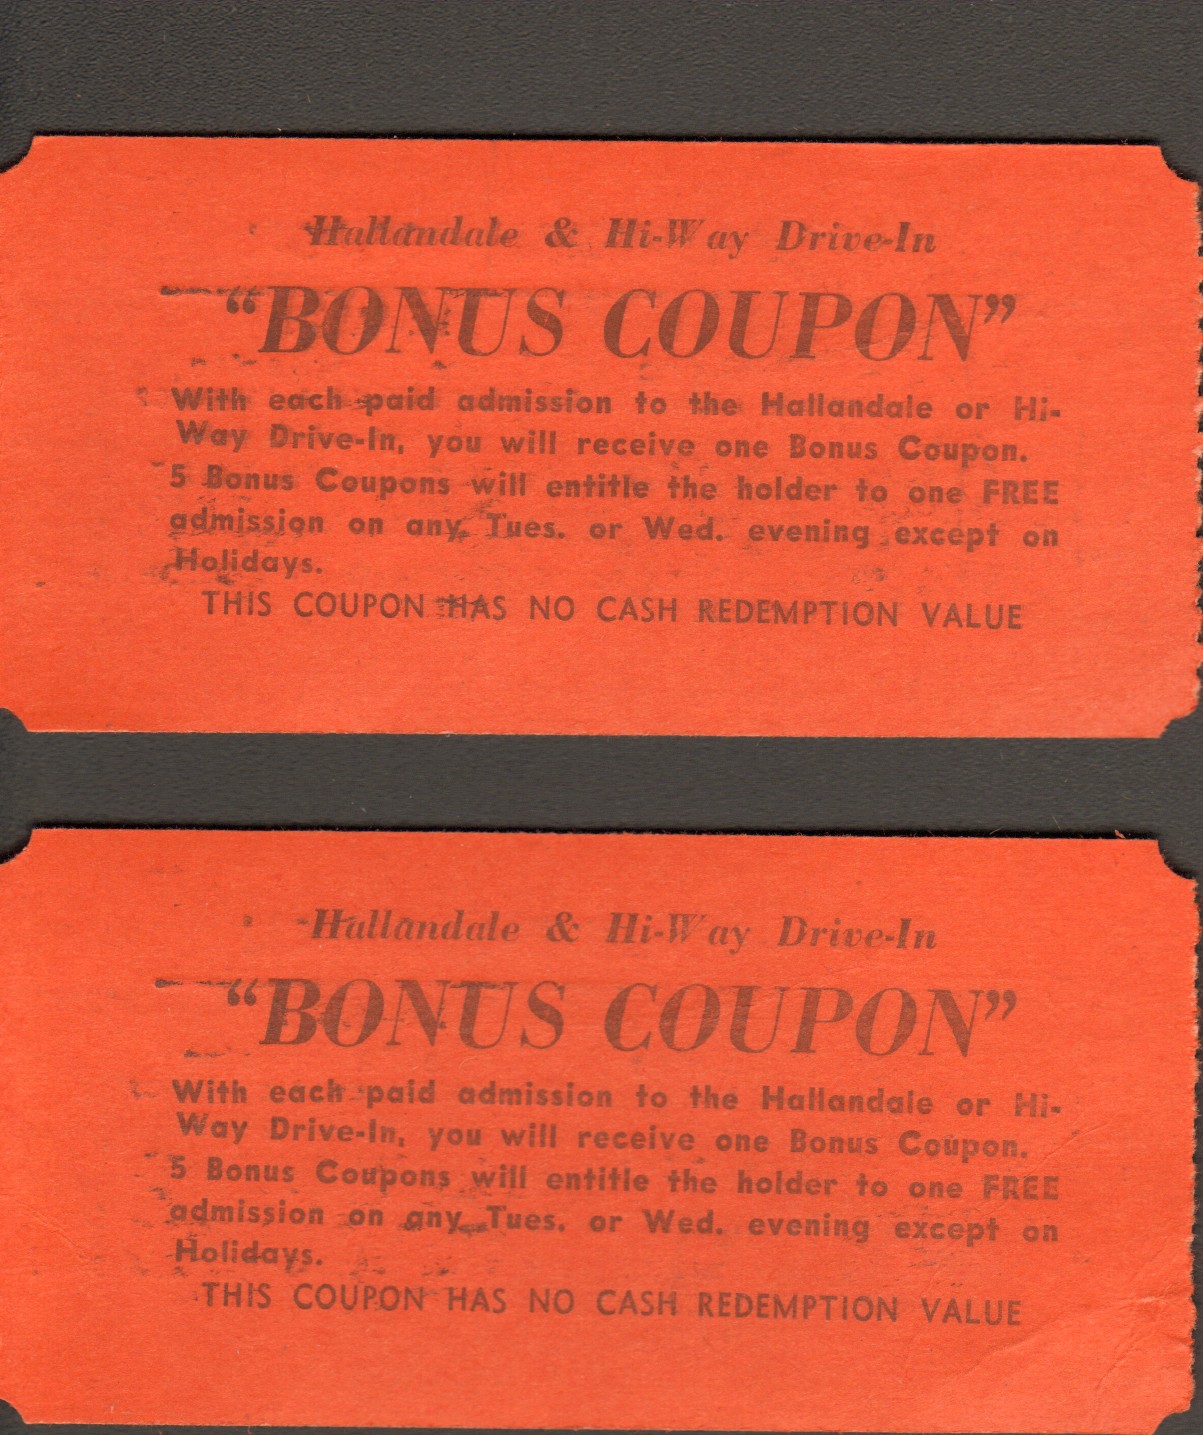 Hallandale & Hi-Way Drive-In
"BONUS COUPON"
With each paid admission to the Hallandale or Hi-
Way Drive-In, you will receive one Bonus Coupon.
5 Bonus Coupons will entitle the holder to one FREE
admission on any Tues. or Wed. evening except on
Holidays.
THIS COUPON HAS NO CASH REDEMPTION VALUE
Hallandale & Hi-Way Drive-In
"BONUS COUPON"
With each paid admission to the Hallandale or Hi-
Way Drive-In, you will receive one Bonus Coupon.
5 Bonus Coupons will entitle the holder to one FREE
admission on any Tues. or Wed. evening except on
Holidays.
THIS COUPON HAS NO CASH REDEMPTION VALUE